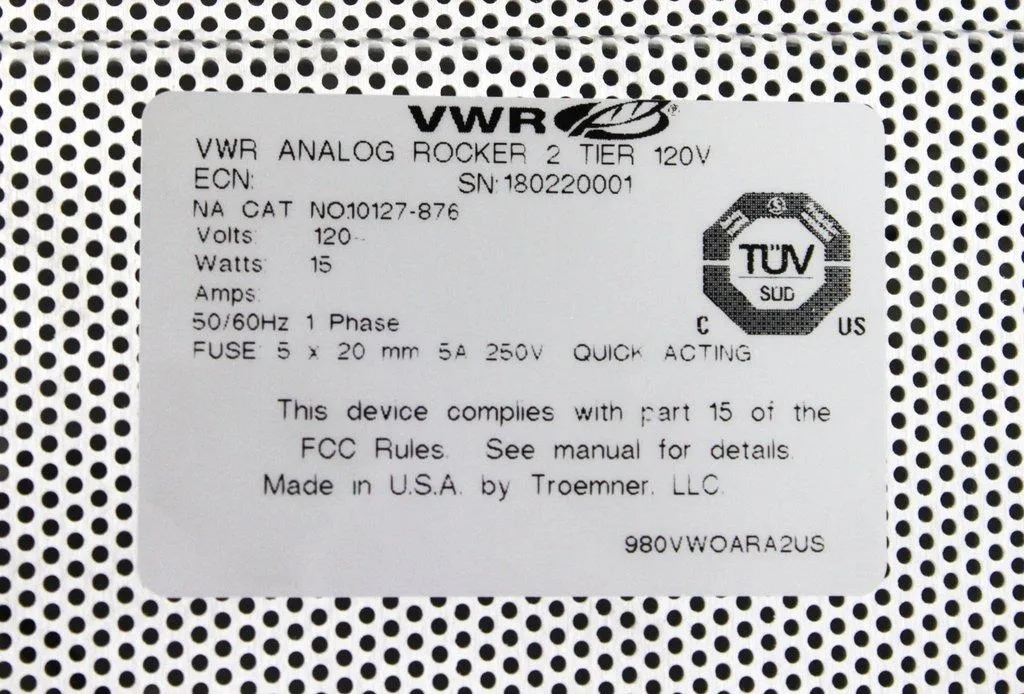 VWR®
VWR ANALOG ROCKER 2 TIER 120V
ECN: SN:180220001
NA CAT NO.10127-876
Volts: 120~
Watts: 15
Amps:
50/60Hz 1 Phase
FUSE: 5 x 20 mm 5A 250V QUICK ACTING
TÜV
SÜD
C US
This device complies with part 15 of the
FCC Rules. See manual for details.
Made in U.S.A. by Troemner, LLC.
980VWOARA2US